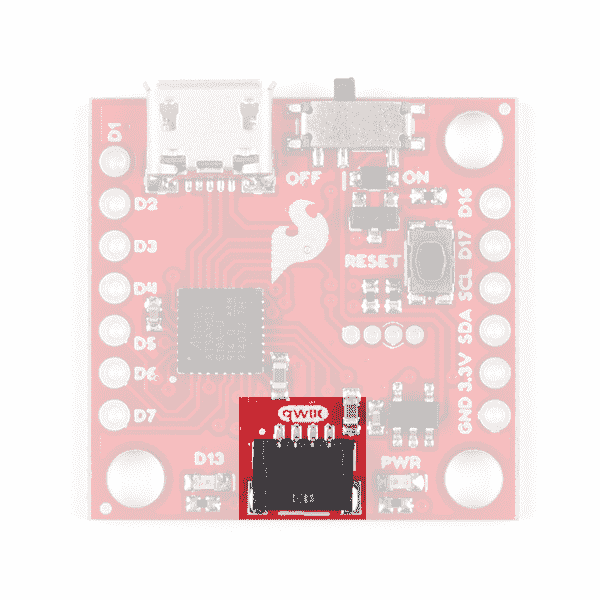 D1
OFF
ON
D2
D16
D3
D17
RESET
SCL
D4
SDA
D5
D6
3.3V
D7
GND
qwiic
D13
PWR